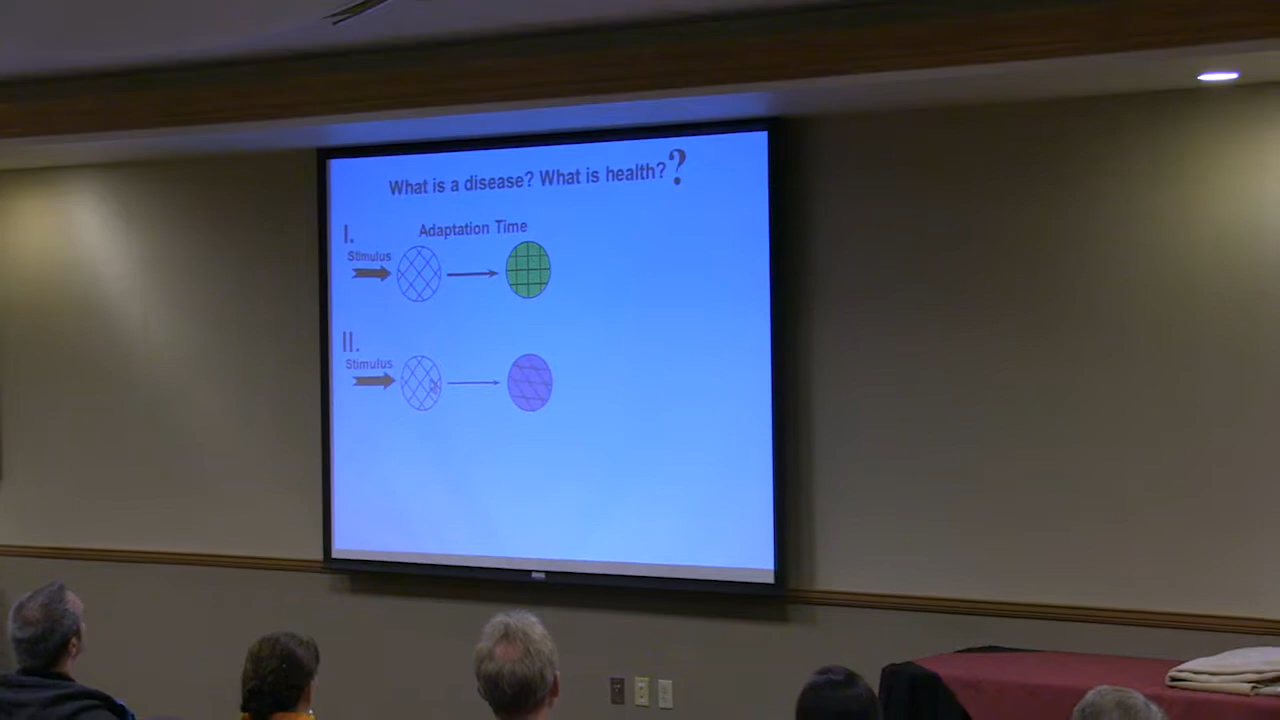 What is a disease? What is health? ?
I.
Adaptation Time
Stimulus
II.
Stimulus